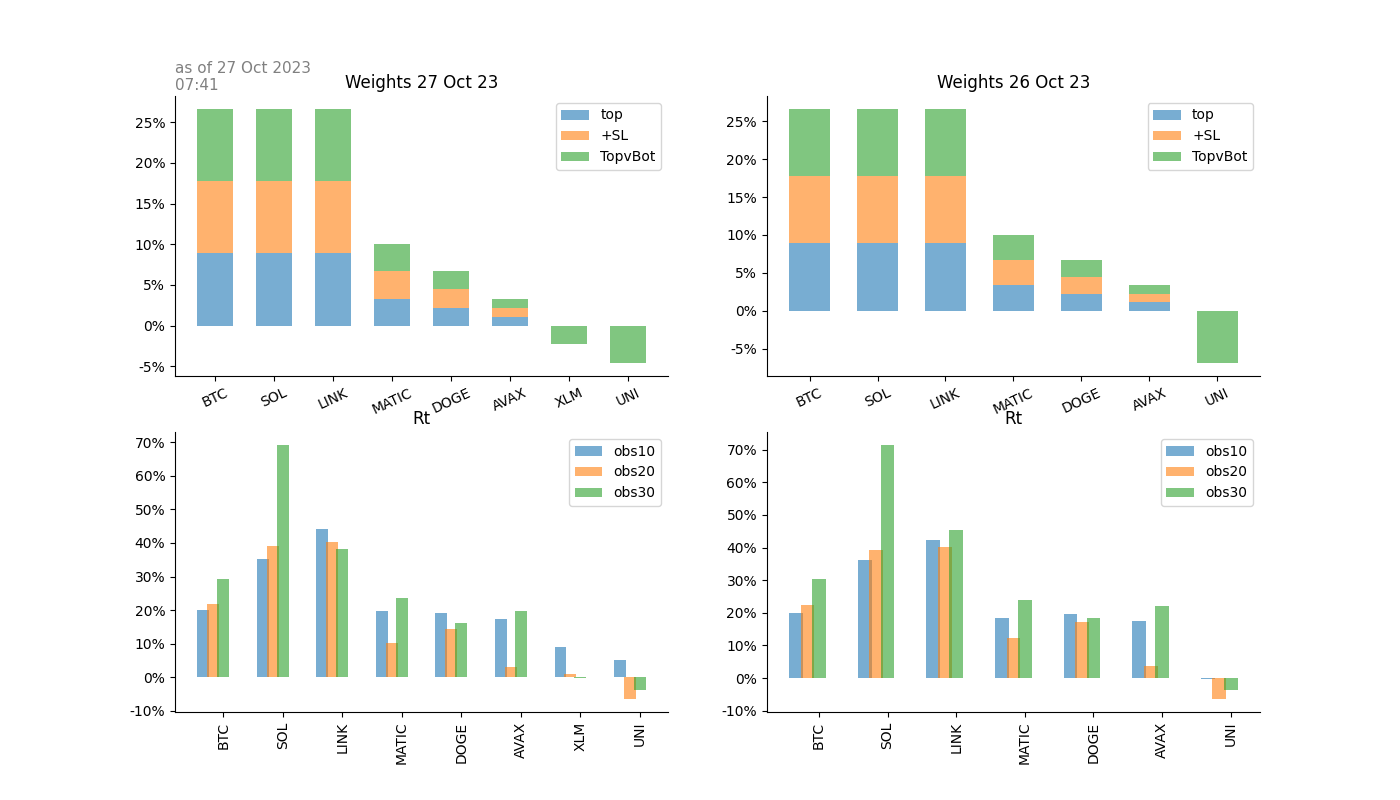 as of 27 Oct 2023
07:41
Weights 27 Oct 23
25%
20%
15%
10%
5%
0%
-5%
top
+SL
TopvBot
BTC
SOL
LINK
MATIC
DOGE
AVAX
XLM
UNI
Weights 26 Oct 23
25%
20%
15%
10%
5%
0%
-5%
top
+SL
TopvBot
BTC
SOL
LINK
MATIC
DOGE
AVAX
UNI
Rt
70%
60%
50%
40%
30%
20%
10%
0%
-10%
obs10
obs20
obs30
BTC
SOL
LINK
MATIC
DOGE
AVAX
XLM
UNI
Rt
70%
60%
50%
40%
30%
20%
10%
0%
-10%
obs10
obs20
obs30
BTC
SOL
LINK
MATIC
DOGE
AVAX
UNI